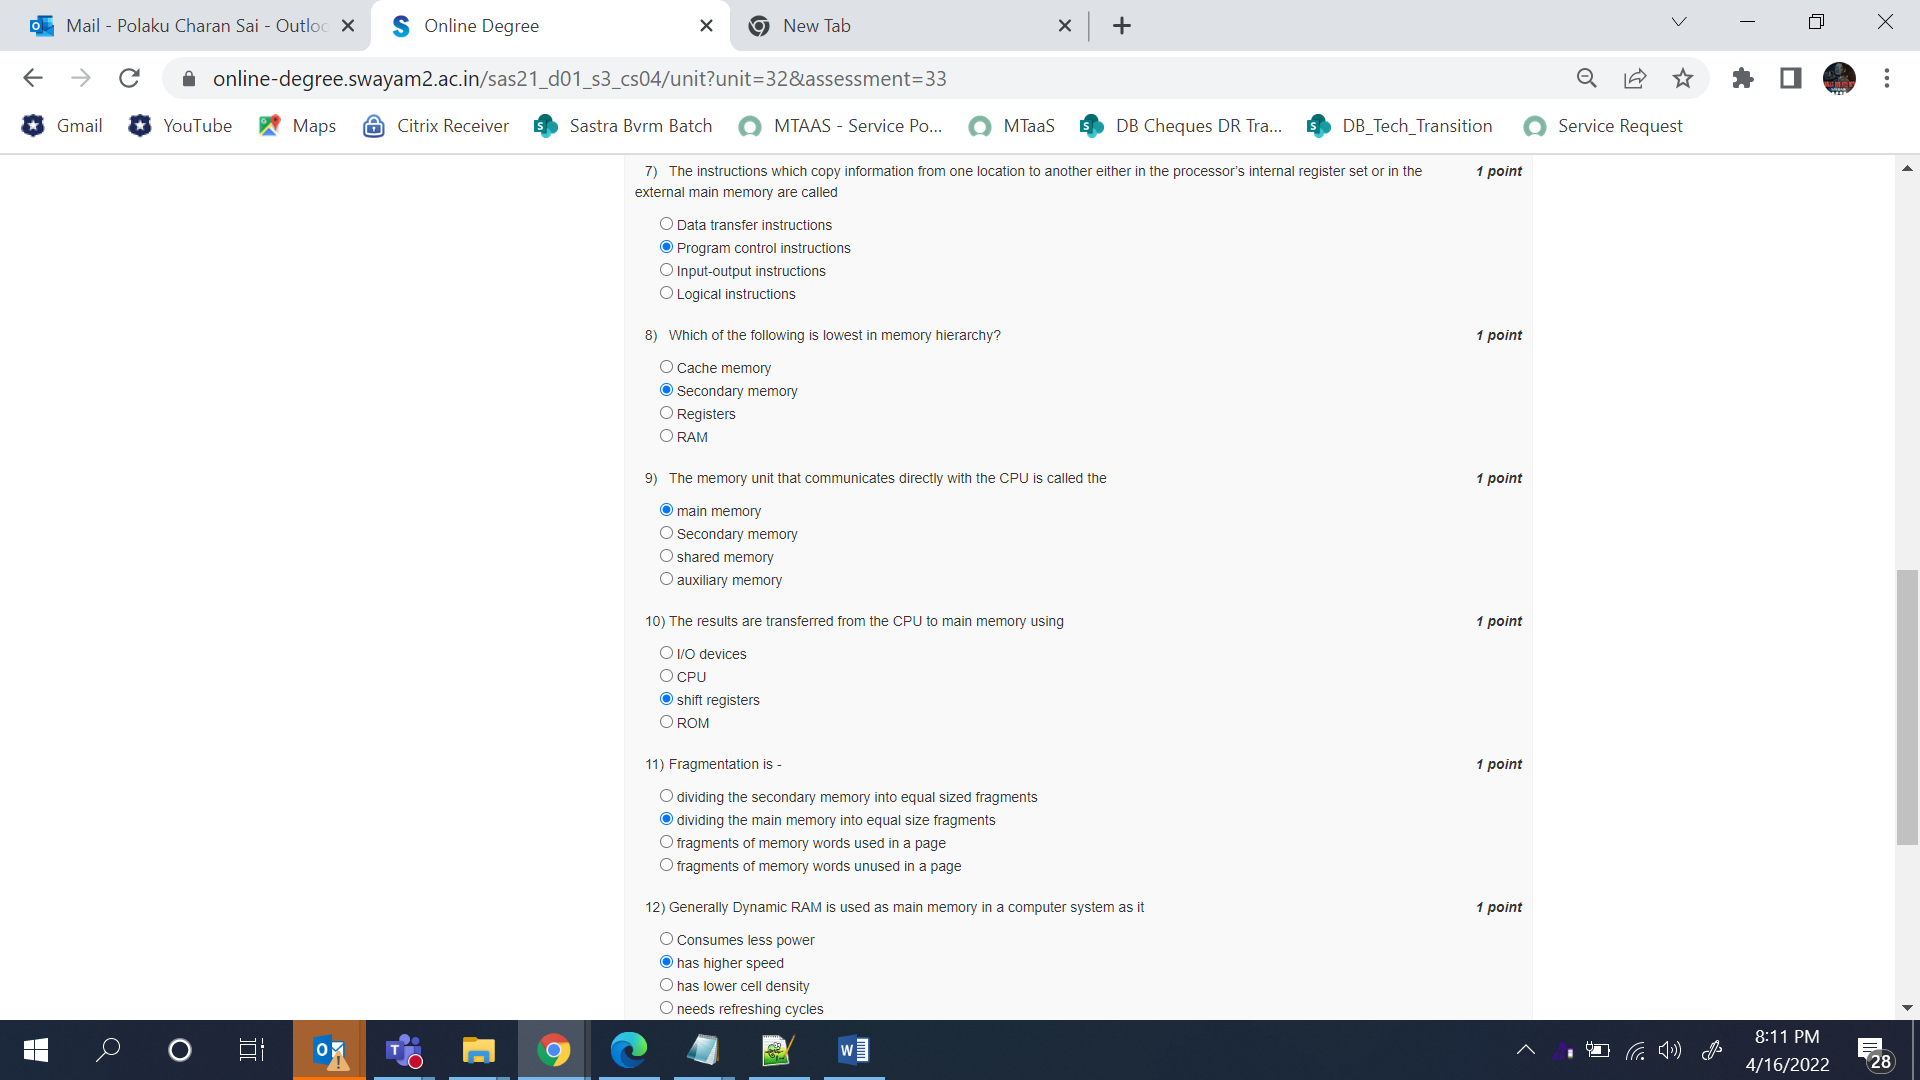 Mail - Polaku Charan Sai - Outloo
Online Degree
New Tab
online-degree.swayam2.ac.in/sas21_d01_s3_cs04/unit?unit=32&assessment=33
Gmail YouTube Maps Citrix Receiver Sastra Bvrm Batch MTAAS - Service Po... MTaaS DB Cheques DR Tra... DB_Tech_Transition Service Request
7) The instructions which copy information from one location to another either in the processor's internal register set or in the 1 point
external main memory are called
Data transfer instructions
Program control instructions
Input-output instructions
Logical instructions
8) Which of the following is lowest in memory hierarchy? 1 point
Cache memory
Secondary memory
Registers
RAM
9) The memory unit that communicates directly with the CPU is called the 1 point
main memory
Secondary memory
shared memory
auxiliary memory
10) The results are transferred from the CPU to main memory using 1 point
I/O devices
CPU
shift registers
ROM
11) Fragmentation is - 1 point
dividing the secondary memory into equal sized fragments
dividing the main memory into equal size fragments
fragments of memory words used in a page
fragments of memory words unused in a page
12) Generally Dynamic RAM is used as main memory in a computer system as it 1 point
Consumes less power
has higher speed
has lower cell density
needs refreshing cycles
8:11 PM
4/16/2022
28